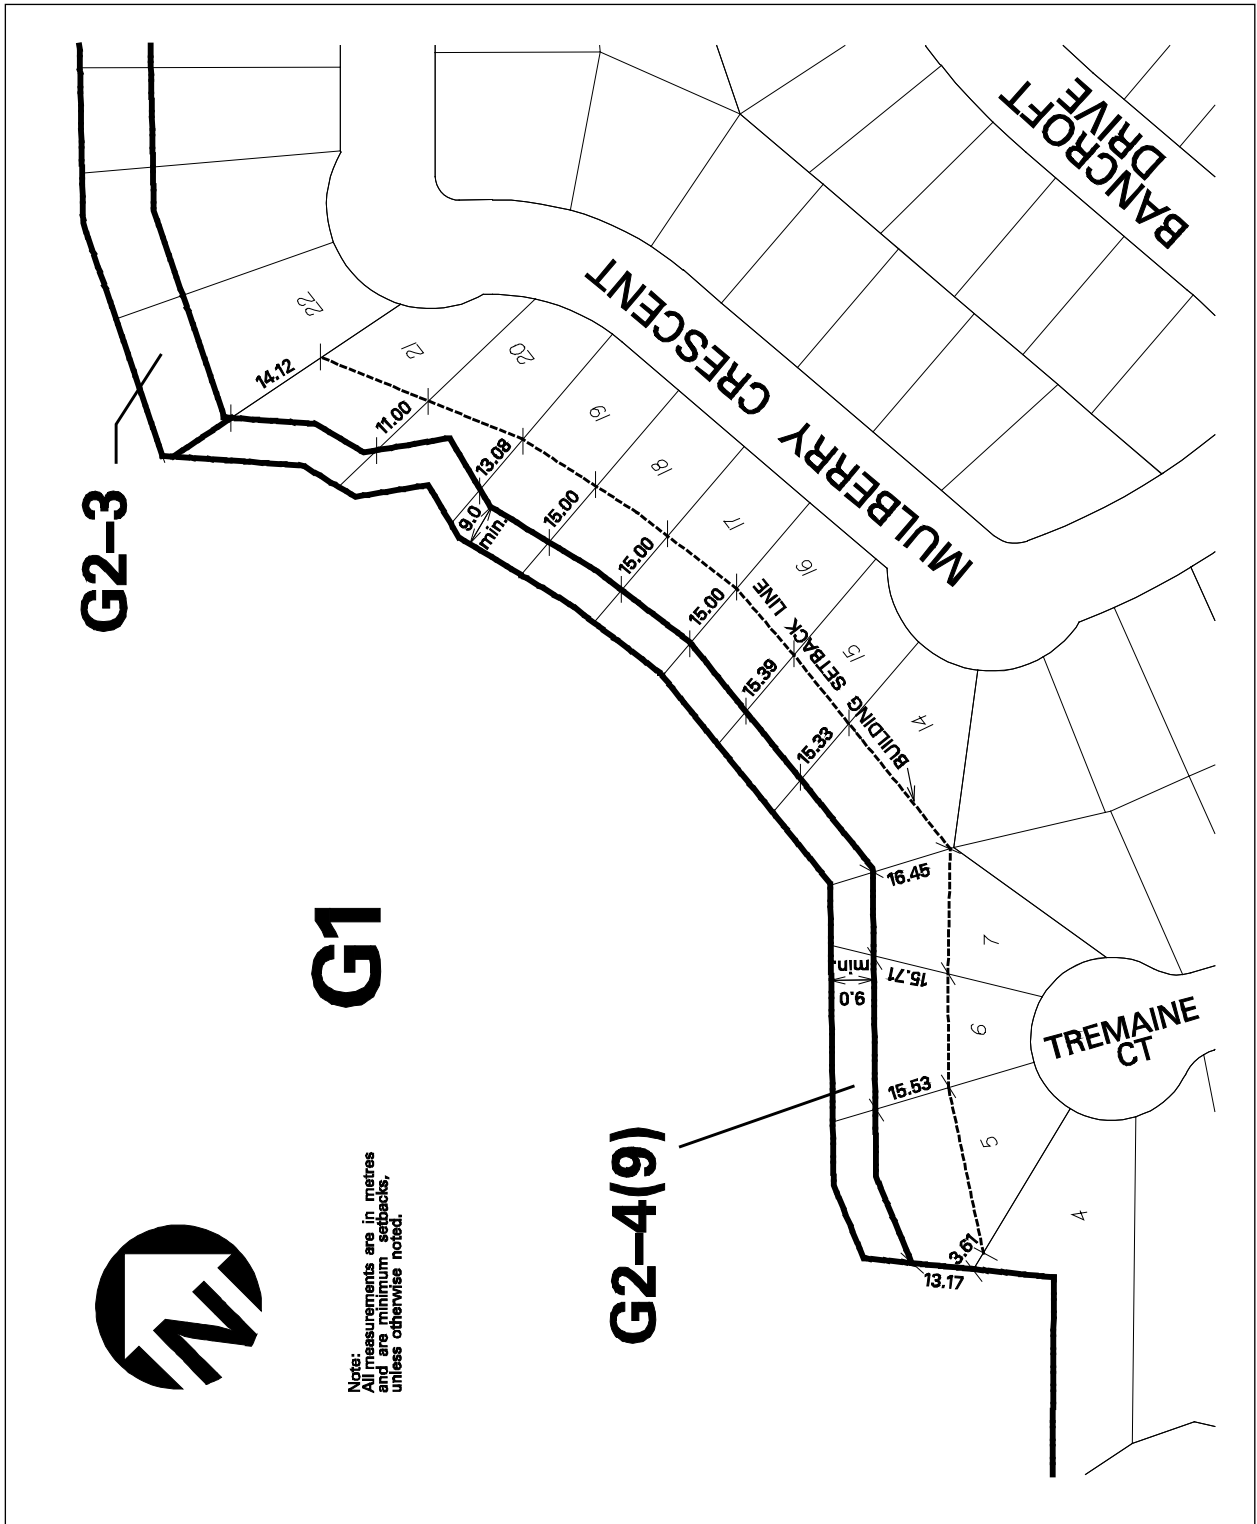 BANCROFT
DRIVE
MULBERRY CRESCENT
22
21
20
19
18
17
16
15
14
14.12
11.00
13.08
9.0
min.
15.00
15.00
15.00
15.39
15.33
BUILDING SETBACK LINE
G2–3
G1
16.45
7
min.
9.0
15.71
6
TREMAINE
CT
15.53
5
4
3.61
13.17
G2–4(9)
N
Note:
All measurements are in metres
and are minimum setbacks,
unless otherwise noted.